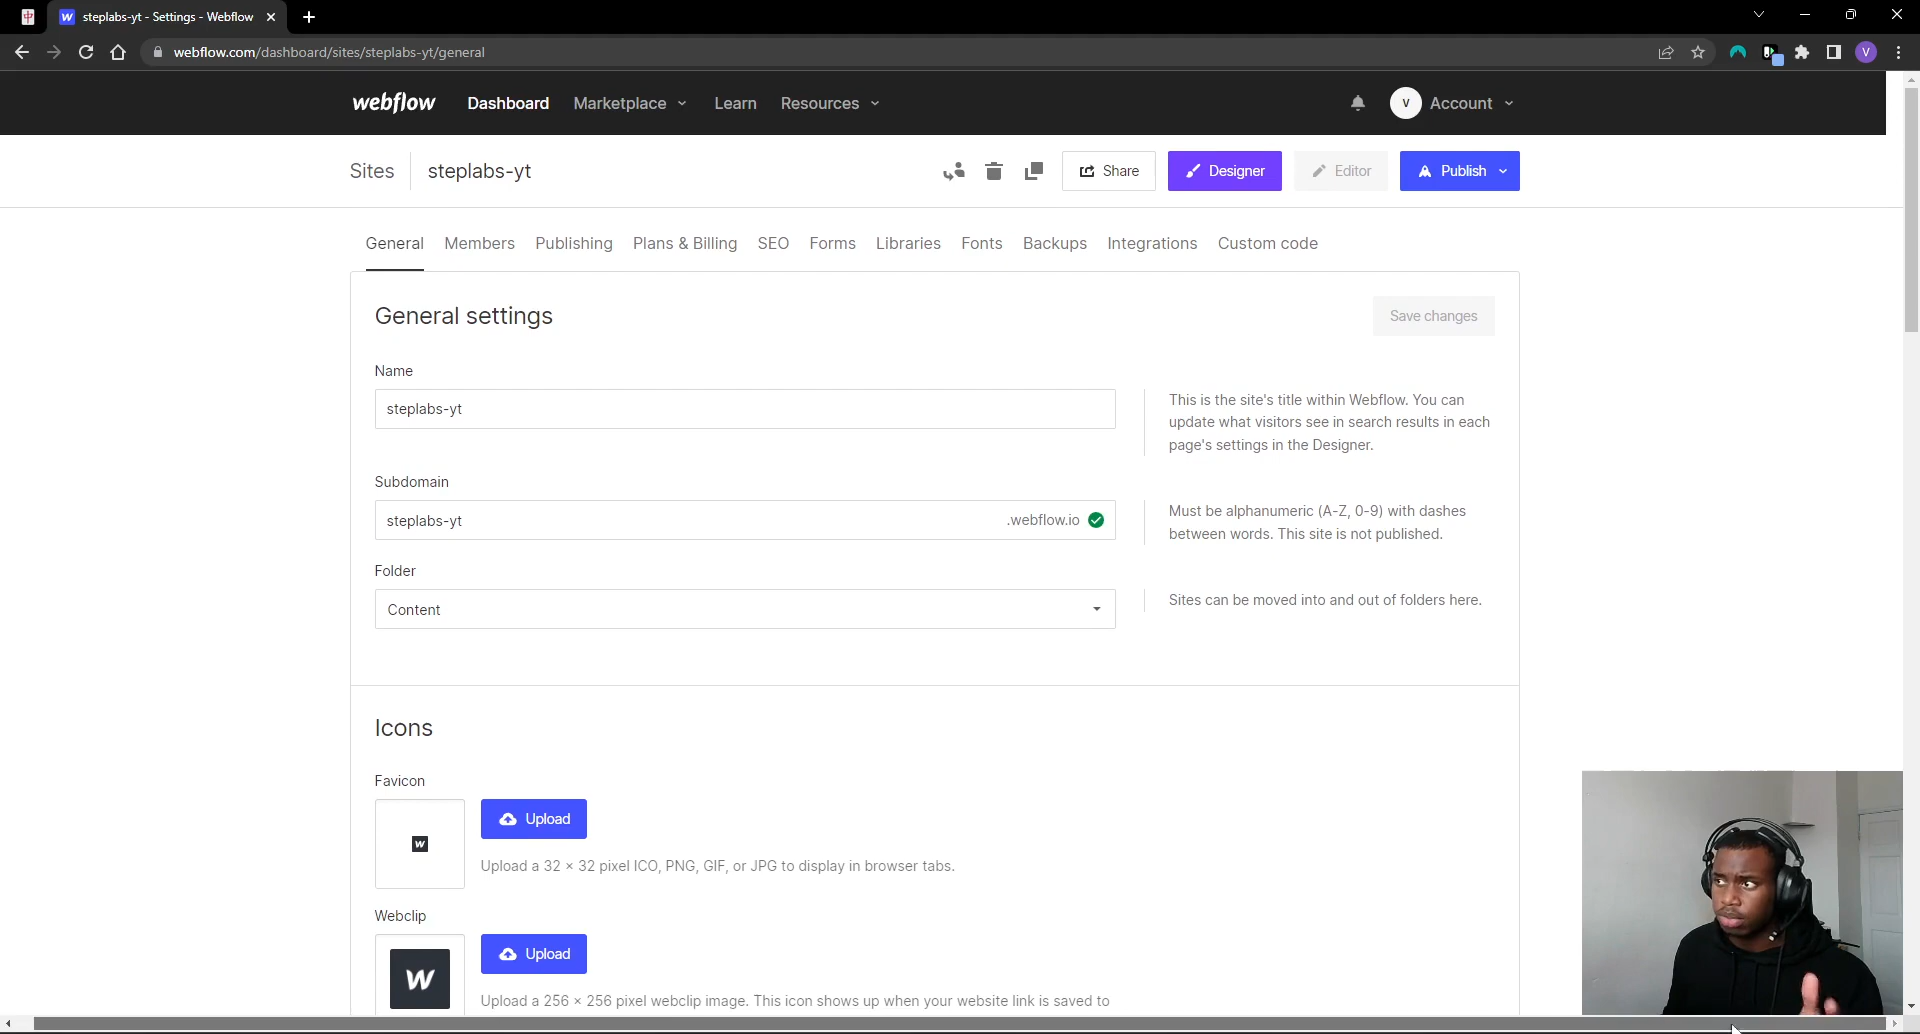 steplabs-yt - Settings - Webflow
webflow.com/dashboard/sites/steplabs-yt/general
V
webflow Dashboard Marketplace Learn Resources V Account
Sites steplabs-yt Share Designer Editor Publish
General Members Publishing Plans & Billing SEO Forms Libraries Fonts Backups Integrations Custom code
General settings
Save changes
Name
steplabs-yt
This is the site's title within Webflow. You can
update what visitors see in search results in each
page's settings in the Designer.
Subdomain
steplabs-yt .webflow.io
Must be alphanumeric (A-Z, 0-9) with dashes
between words. This site is not published.
Folder
Content
Sites can be moved into and out of folders here.
Icons
Favicon
W
Upload
Upload a 32 × 32 pixel ICO, PNG, GIF, or JPG to display in browser tabs.
Webclip
W
Upload
Upload a 256 × 256 pixel webclip image. This icon shows up when your website link is saved to